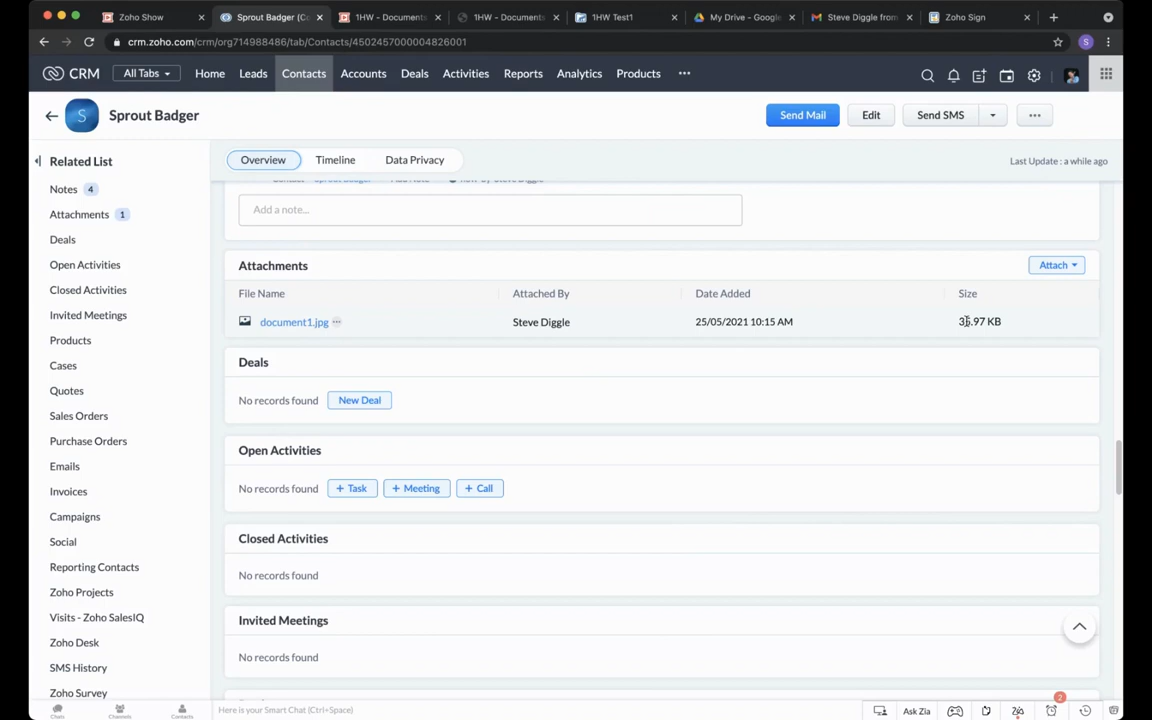 Zoho Show
Sprout Badger (Co
1HW - Documents
1HW - Documents
1HW Test1
My Drive - Google
Steve Diggle from
Zoho Sign
crm.zoho.com/crm/org714988486/tab/Contacts/4502457000004826001
S
CRM
All Tabs
Home
Leads
Contacts
Accounts
Deals
Activities
Reports
Analytics
Products
S
Sprout Badger
Send Mail
Edit
Send SMS
Related List
Overview
Timeline
Data Privacy
Last Update : a while ago
Notes 4
Attachments 1
Deals
Open Activities
Closed Activities
Invited Meetings
Products
Cases
Quotes
Sales Orders
Purchase Orders
Emails
Invoices
Campaigns
Social
Reporting Contacts
Zoho Projects
Visits - Zoho SalesIQ
Zoho Desk
SMS History
Zoho Survey
Add a note...
Attachments
Attach
File Name Attached By Date Added Size
document1.jpg Steve Diggle 25/05/2021 10:15 AM
Deals
No records found New Deal
Open Activities
No records found + Task + Meeting + Call
Closed Activities
No records found
Invited Meetings
No records found
Chats
Channels
Contacts
Here is your Smart Chat (Ctrl+Space)
Ask Zia
2